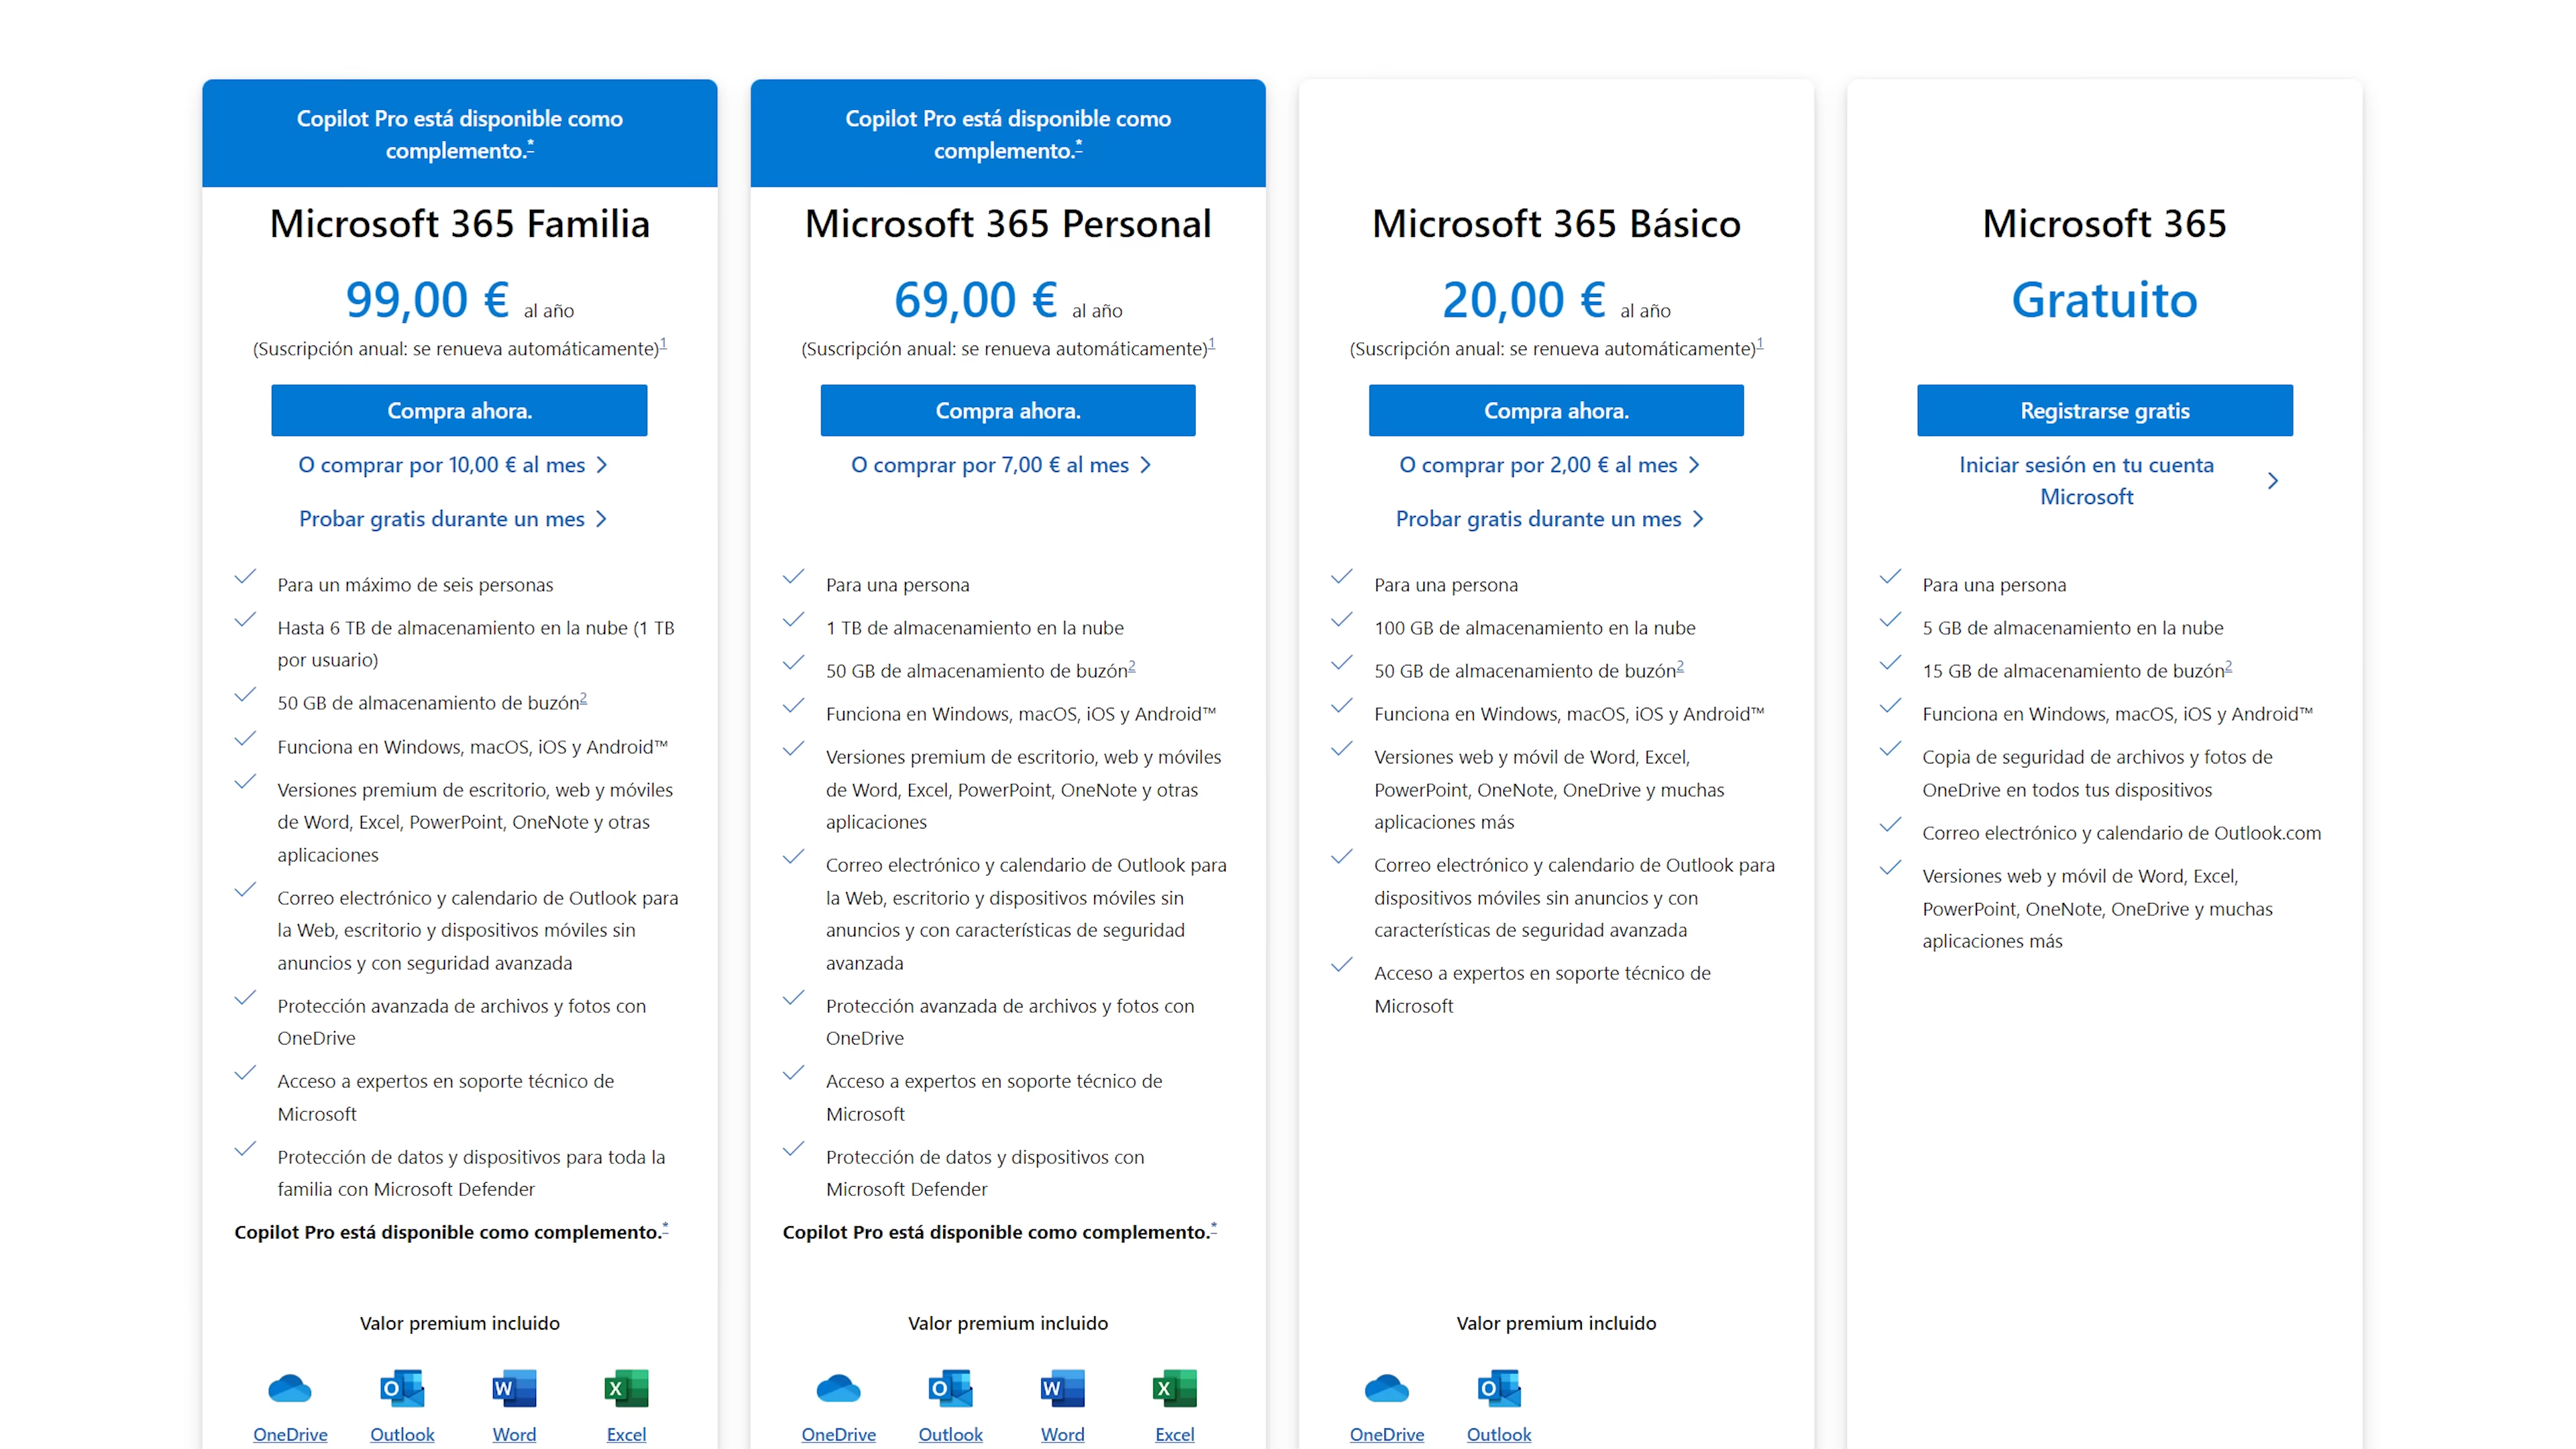 Copilot Pro está disponible como
complemento.*
Microsoft 365 Familia
99,00 € al año
(Suscripción anual: se renueva automáticamente)1
Compra ahora.
O comprar por 10,00 € al mes
Probar gratis durante un mes
Para un máximo de seis personas
Hasta 6 TB de almacenamiento en la nube (1 TB
por usuario)
50 GB de almacenamiento de buzón2
Funciona en Windows, macOS, iOS y Android™
Versiones premium de escritorio, web y móviles
de Word, Excel, PowerPoint, OneNote y otras
aplicaciones
Correo electrónico y calendario de Outlook para
la Web, escritorio y dispositivos móviles sin
anuncios y con seguridad avanzada
Protección avanzada de archivos y fotos con
OneDrive
Acceso a expertos en soporte técnico de
Microsoft
Protección de datos y dispositivos para toda la
familia con Microsoft Defender
Copilot Pro está disponible como complemento.*
Valor premium incluido
OneDrive Outlook Word Excel
Copilot Pro está disponible como
complemento.*
Microsoft 365 Personal
69,00 € al año
(Suscripción anual: se renueva automáticamente)1
Compra ahora.
O comprar por 7,00 € al mes
Para una persona
1 TB de almacenamiento en la nube
50 GB de almacenamiento de buzón2
Funciona en Windows, macOS, iOS y Android™
Versiones premium de escritorio, web y móviles
de Word, Excel, PowerPoint, OneNote y otras
aplicaciones
Correo electrónico y calendario de Outlook para
la Web, escritorio y dispositivos móviles sin
anuncios y con características de seguridad
avanzada
Protección avanzada de archivos y fotos con
OneDrive
Acceso a expertos en soporte técnico de
Microsoft
Protección de datos y dispositivos con
Microsoft Defender
Copilot Pro está disponible como complemento.*
Valor premium incluido
OneDrive Outlook Word Excel
Microsoft 365 Básico
20,00 € al año
(Suscripción anual: se renueva automáticamente)1
Compra ahora.
O comprar por 2,00 € al mes
Probar gratis durante un mes
Para una persona
100 GB de almacenamiento en la nube
50 GB de almacenamiento de buzón2
Funciona en Windows, macOS, iOS y Android™
Versiones web y móvil de Word, Excel,
PowerPoint, OneNote, OneDrive y muchas
aplicaciones más
Correo electrónico y calendario de Outlook para
dispositivos móviles sin anuncios y con
características de seguridad avanzada
Acceso a expertos en soporte técnico de
Microsoft
Valor premium incluido
OneDrive Outlook
Microsoft 365
Gratuito
Registrarse gratis
Iniciar sesión en tu cuenta
Microsoft
Para una persona
5 GB de almacenamiento en la nube
15 GB de almacenamiento de buzón2
Funciona en Windows, macOS, iOS y Android™
Copia de seguridad de archivos y fotos de
OneDrive en todos tus dispositivos
Correo electrónico y calendario de Outlook.com
Versiones web y móvil de Word, Excel,
PowerPoint, OneNote, OneDrive y muchas
aplicaciones más